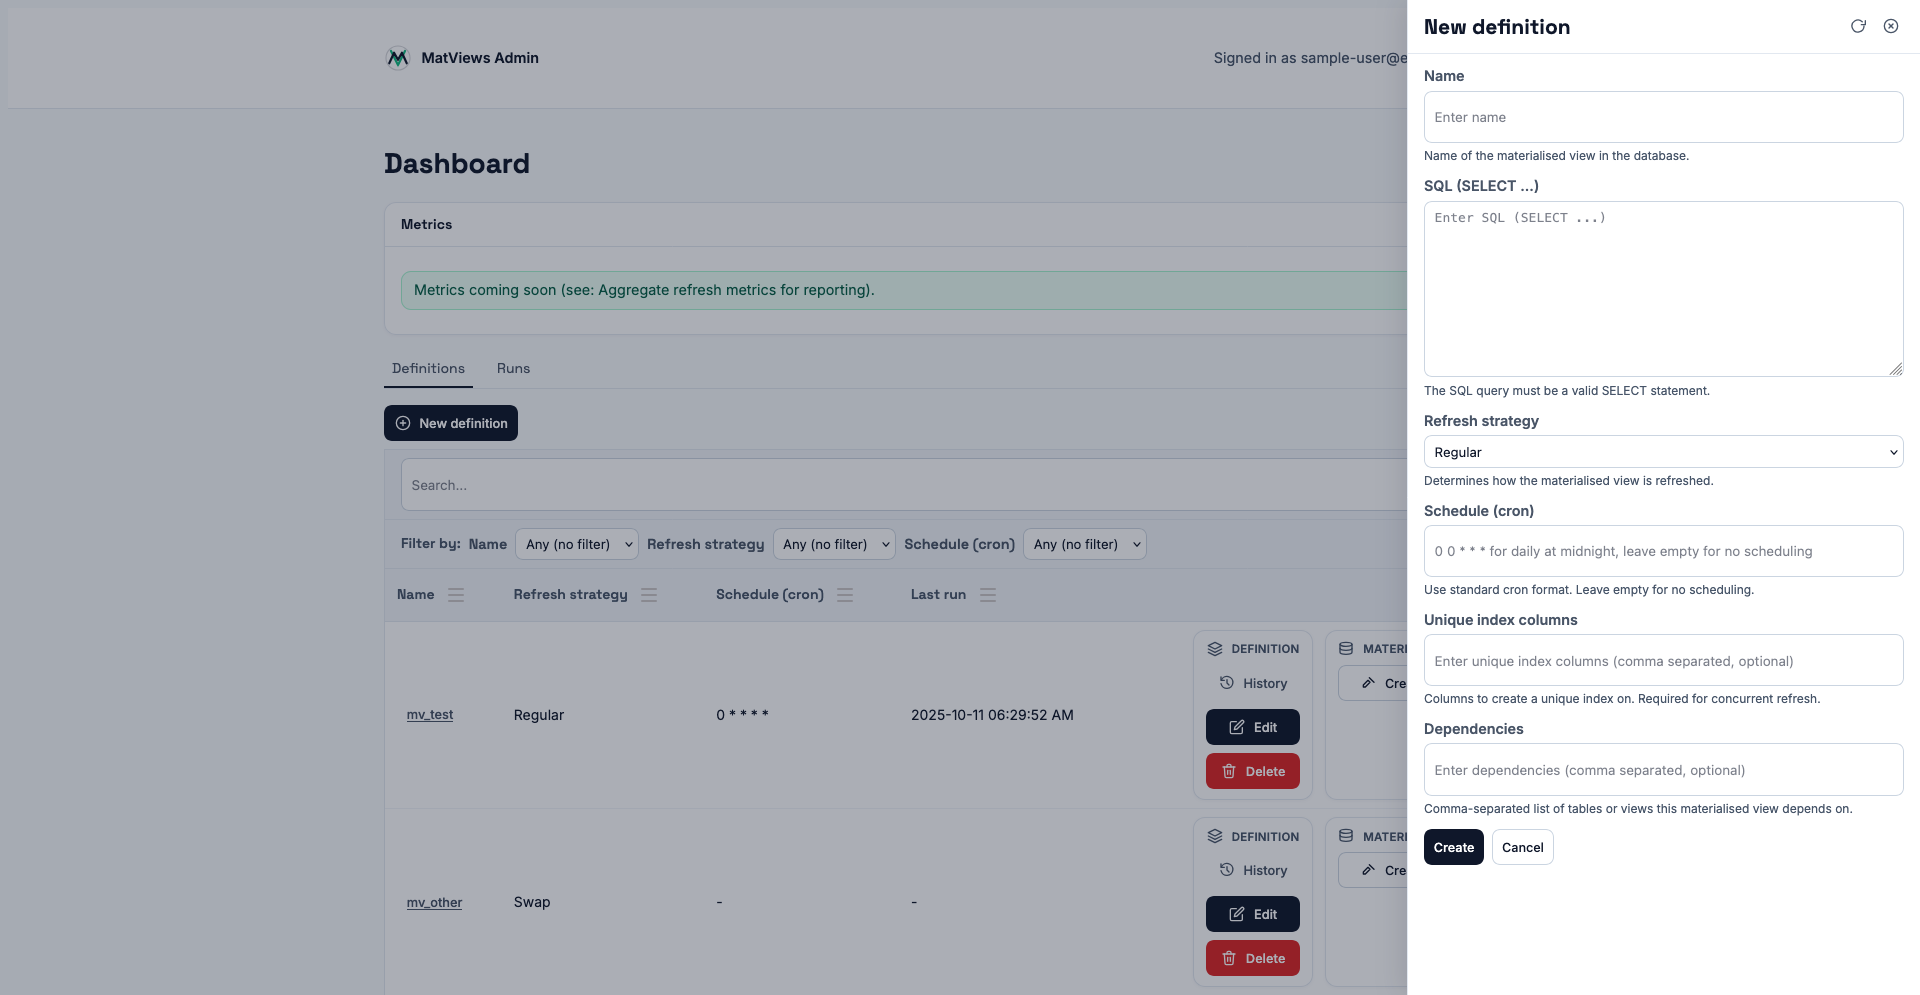 MatViews Admin
Signed in as sample-user@e
Dashboard
Metrics
Metrics coming soon (see: Aggregate refresh metrics for reporting).
Definitions
Runs
New definition
Search...
Filter by: Name Any (no filter) Refresh strategy Any (no filter) Schedule (cron) Any (no filter)
Name Refresh strategy Schedule (cron) Last run
mv_test Regular 0 * * * * 2025-10-11 06:29:52 AM
DEFINITION
History
Edit
Delete
MATERI
Cre
mv_other Swap - -
DEFINITION
History
Edit
Delete
MATERI
Cre
New definition
Name
Enter name
Name of the materialised view in the database.
SQL (SELECT ...)
Enter SQL (SELECT ...)
The SQL query must be a valid SELECT statement.
Refresh strategy
Regular
Determines how the materialised view is refreshed.
Schedule (cron)
0 0 * * * for daily at midnight, leave empty for no scheduling
Use standard cron format. Leave empty for no scheduling.
Unique index columns
Enter unique index columns (comma separated, optional)
Columns to create a unique index on. Required for concurrent refresh.
Dependencies
Enter dependencies (comma separated, optional)
Comma-separated list of tables or views this materialised view depends on.
Create
Cancel